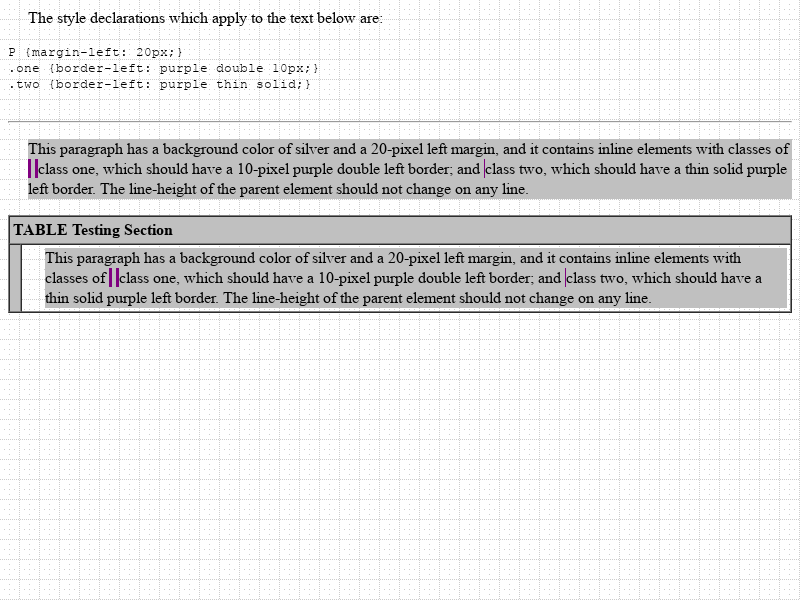 The style declarations which apply to the text below are:
P {margin-left: 20px;}
.one {border-left: purple double 10px;}
.two {border-left: purple thin solid;}
This paragraph has a background color of silver and a 20-pixel left margin, and it contains inline elements with classes of
class one, which should have a 10-pixel purple double left border; and class two, which should have a thin solid purple
left border. The line-height of the parent element should not change on any line.
TABLE Testing Section
This paragraph has a background color of silver and a 20-pixel left margin, and it contains inline elements with
classes of class one, which should have a 10-pixel purple double left border; and class two, which should have a
thin solid purple left border. The line-height of the parent element should not change on any line.